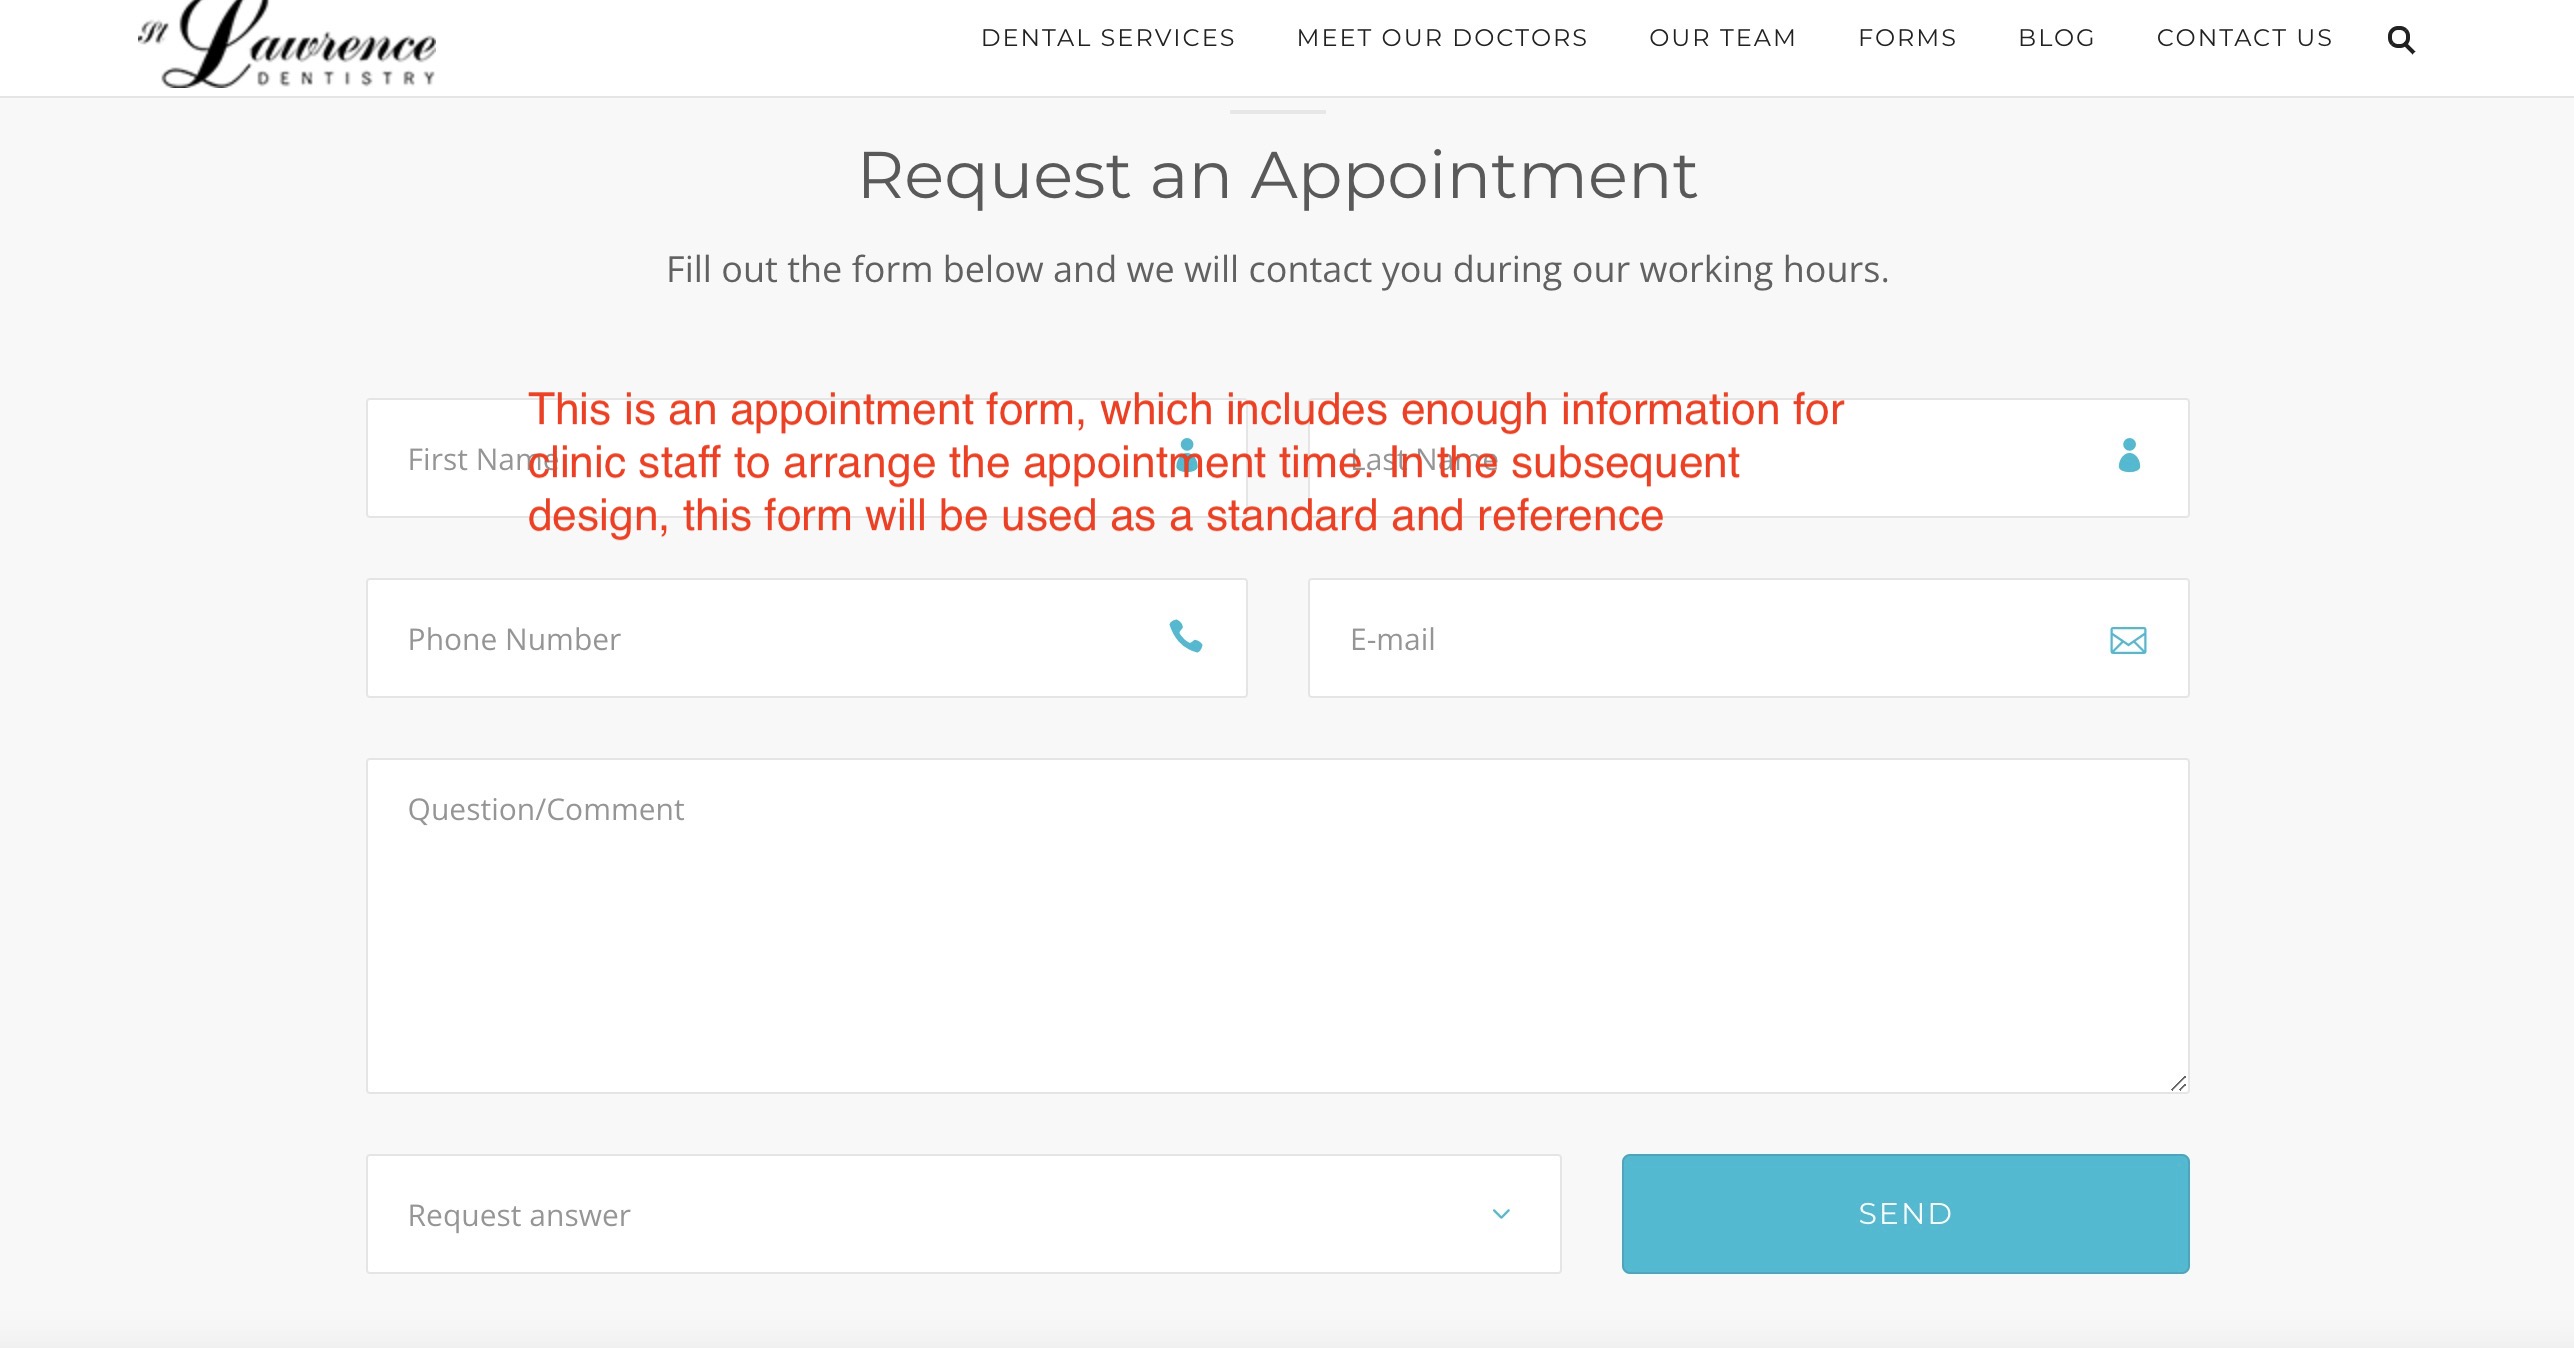 St Lawrence
DENTISTRY
DENTAL SERVICES MEET OUR DOCTORS OUR TEAM FORMS BLOG CONTACT US
Request an Appointment
Fill out the form below and we will contact you during our working hours.
This is an appointment form, which includes enough information for
clinic staff to arrange the appointment time. In the subsequent
design, this form will be used as a standard and reference
First Name Last Name
Phone Number E-mail
Question/Comment
Request answer SEND